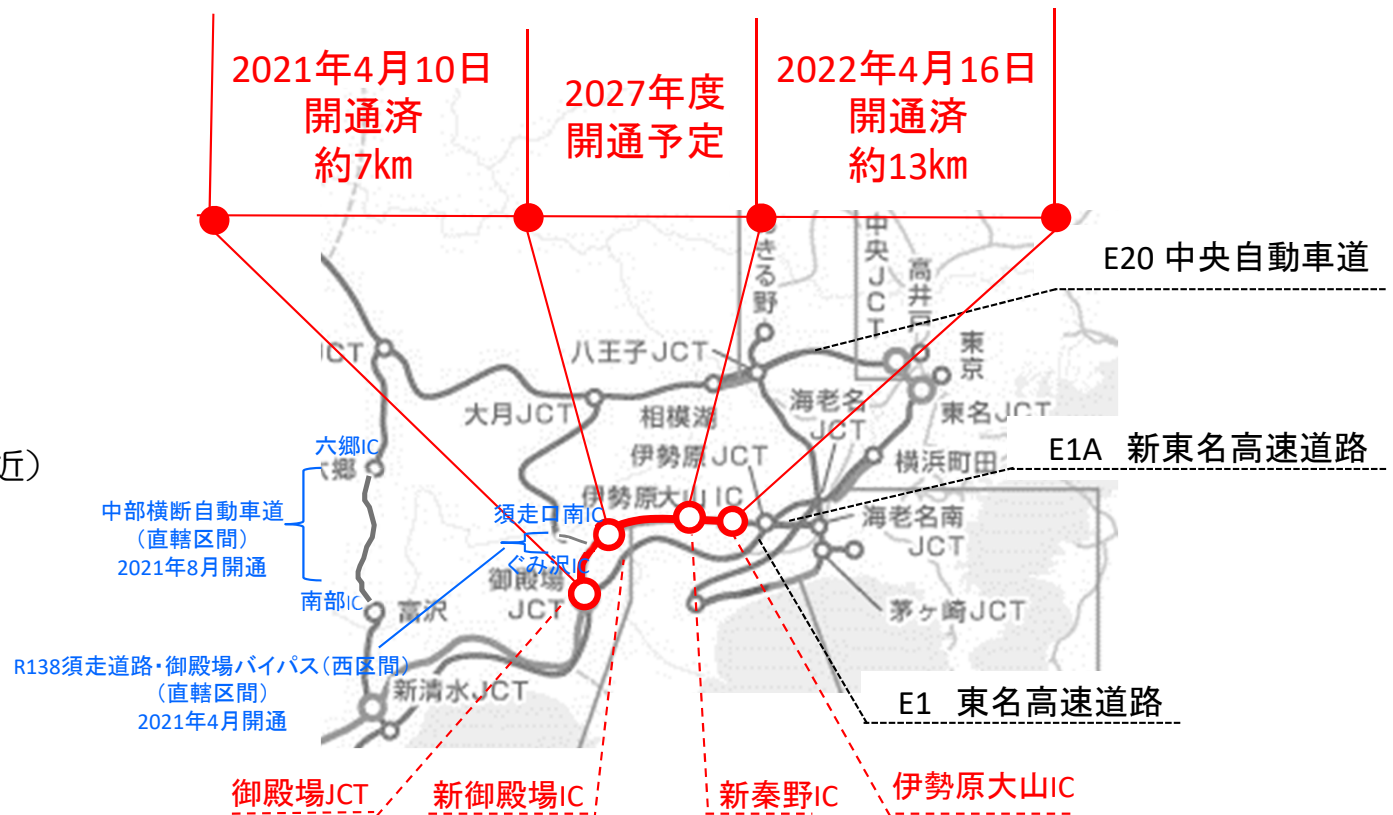 2021年4月10日
開通済
約7㎞
2027年度
開通予定
2022年4月16日
開通済
約13㎞
E20 中央自動車道
きる野
中央JCT
高井戸
東京
JCT
八王子JCT
大月JCT
相模湖
海老名
JCT
東名JCT
E1A 新東名高速道路
六郷IC
六郷
近）
伊勢原JCT
横浜町田
伊勢原大山IC
中部横断自動車道
（直轄区間）
2021年8月開通
須走口南IC
ぐみ沢IC
海老名南
JCT
御殿場
JCT
南部IC
富沢
茅ヶ崎JCT
R138須走道路・御殿場バイパス（西区間）
（直轄区間）
2021年4月開通
新清水JCT
E1 東名高速道路
御殿場JCT
新御殿場IC
新秦野IC
伊勢原大山IC